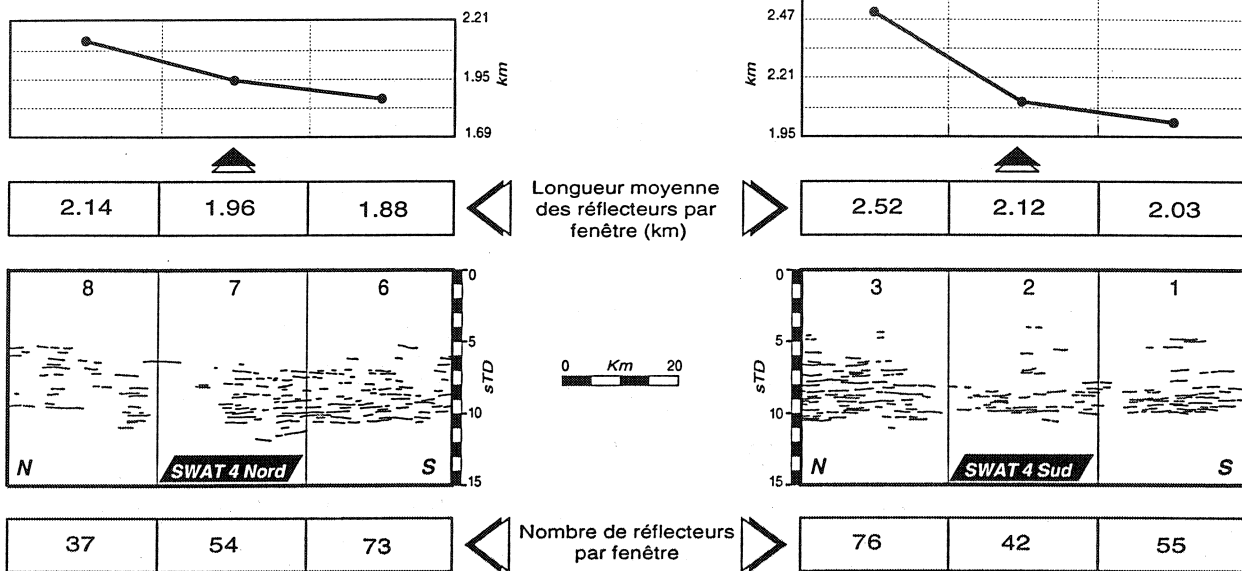 2.21
1.95
1.69
km
2.47
2.21
1.95
km
2.14 1.96 1.88
Longueur moyenne
des réflecteurs par
fenêtre (km)
2.52 2.12 2.03
8 7 6
0
5
10
15
sTD
N SWAT 4 Nord S
0 Km 20
3 2 1
0
5
10
15
sTD
N SWAT 4 Sud S
37 54 73
Nombre de réflecteurs
par fenêtre
76 42 55